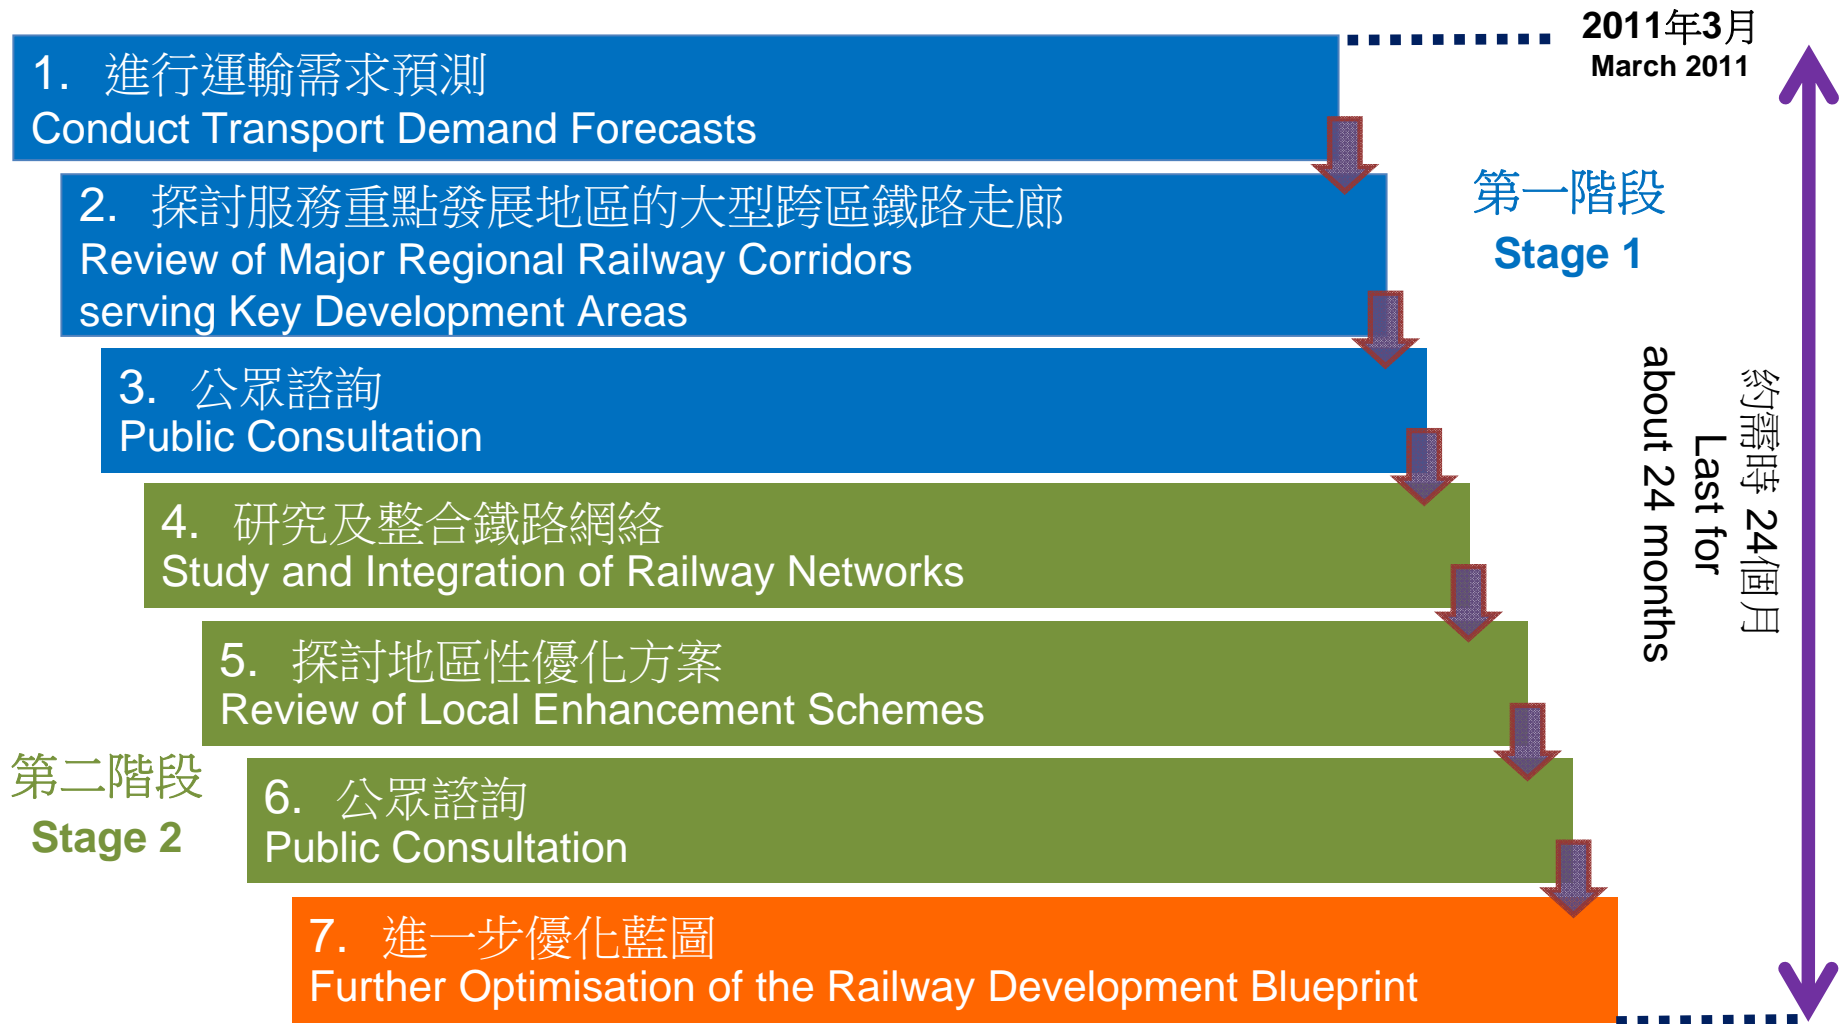 2011年3月
March 2011
1. 進行運輸需求預測
Conduct Transport Demand Forecasts
2. 探討服務重點發展地區的大型跨區鐵路走廊
Review of Major Regional Railway Corridors
serving Key Development Areas
第一階段
Stage 1
3. 公眾諮詢
Public Consultation
4. 研究及整合鐵路網絡
Study and Integration of Railway Networks
約需時 24個月
Last for
about 24 months
5. 探討地區性優化方案
Review of Local Enhancement Schemes
第二階段
Stage 2
6. 公眾諮詢
Public Consultation
7. 進一步優化藍圖
Further Optimisation of the Railway Development Blueprint